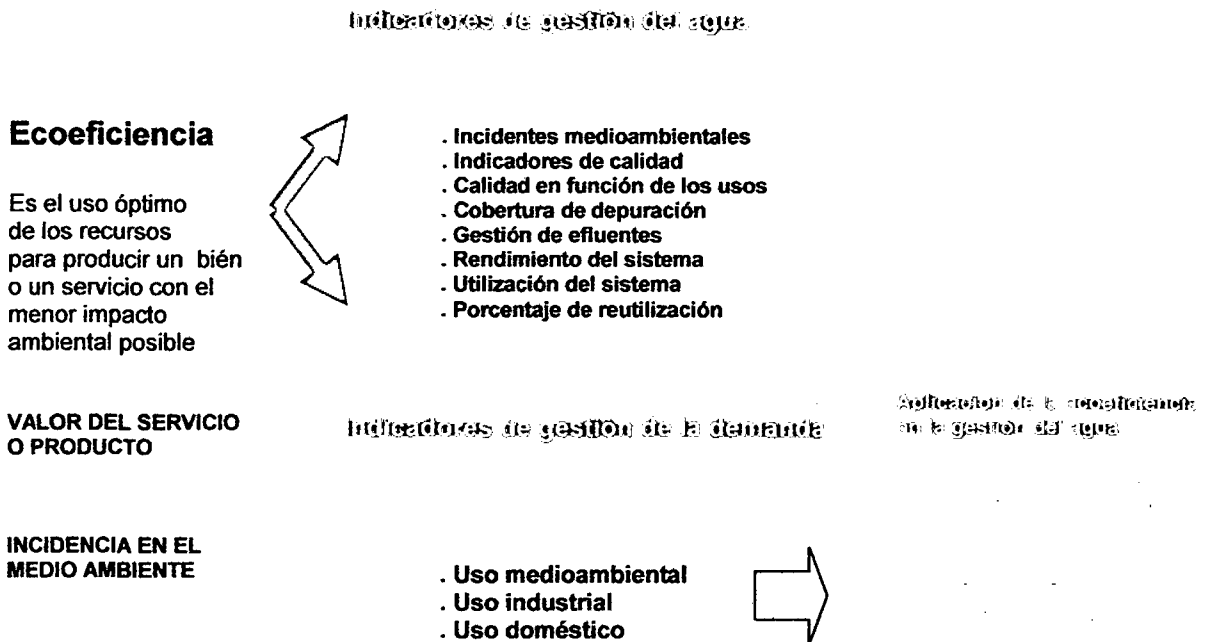 Indicadores de gestión del agua
Ecoeficiencia
Es el uso óptimo
de los recursos
para producir un bién
o un servicio con el
menor impacto
ambiental posible
. Incidentes medioambientales
. Indicadores de calidad
. Calidad en función de los usos
. Cobertura de depuración
. Gestión de efluentes
. Rendimiento del sistema
. Utilización del sistema
. Porcentaje de reutilización
VALOR DEL SERVICIO
O PRODUCTO
Indicadores de gestión de la demanda
Aplicación de la ecoeficiencia
en la gestión del agua
INCIDENCIA EN EL
MEDIO AMBIENTE
. Uso medioambiental
. Uso industrial
. Uso doméstico